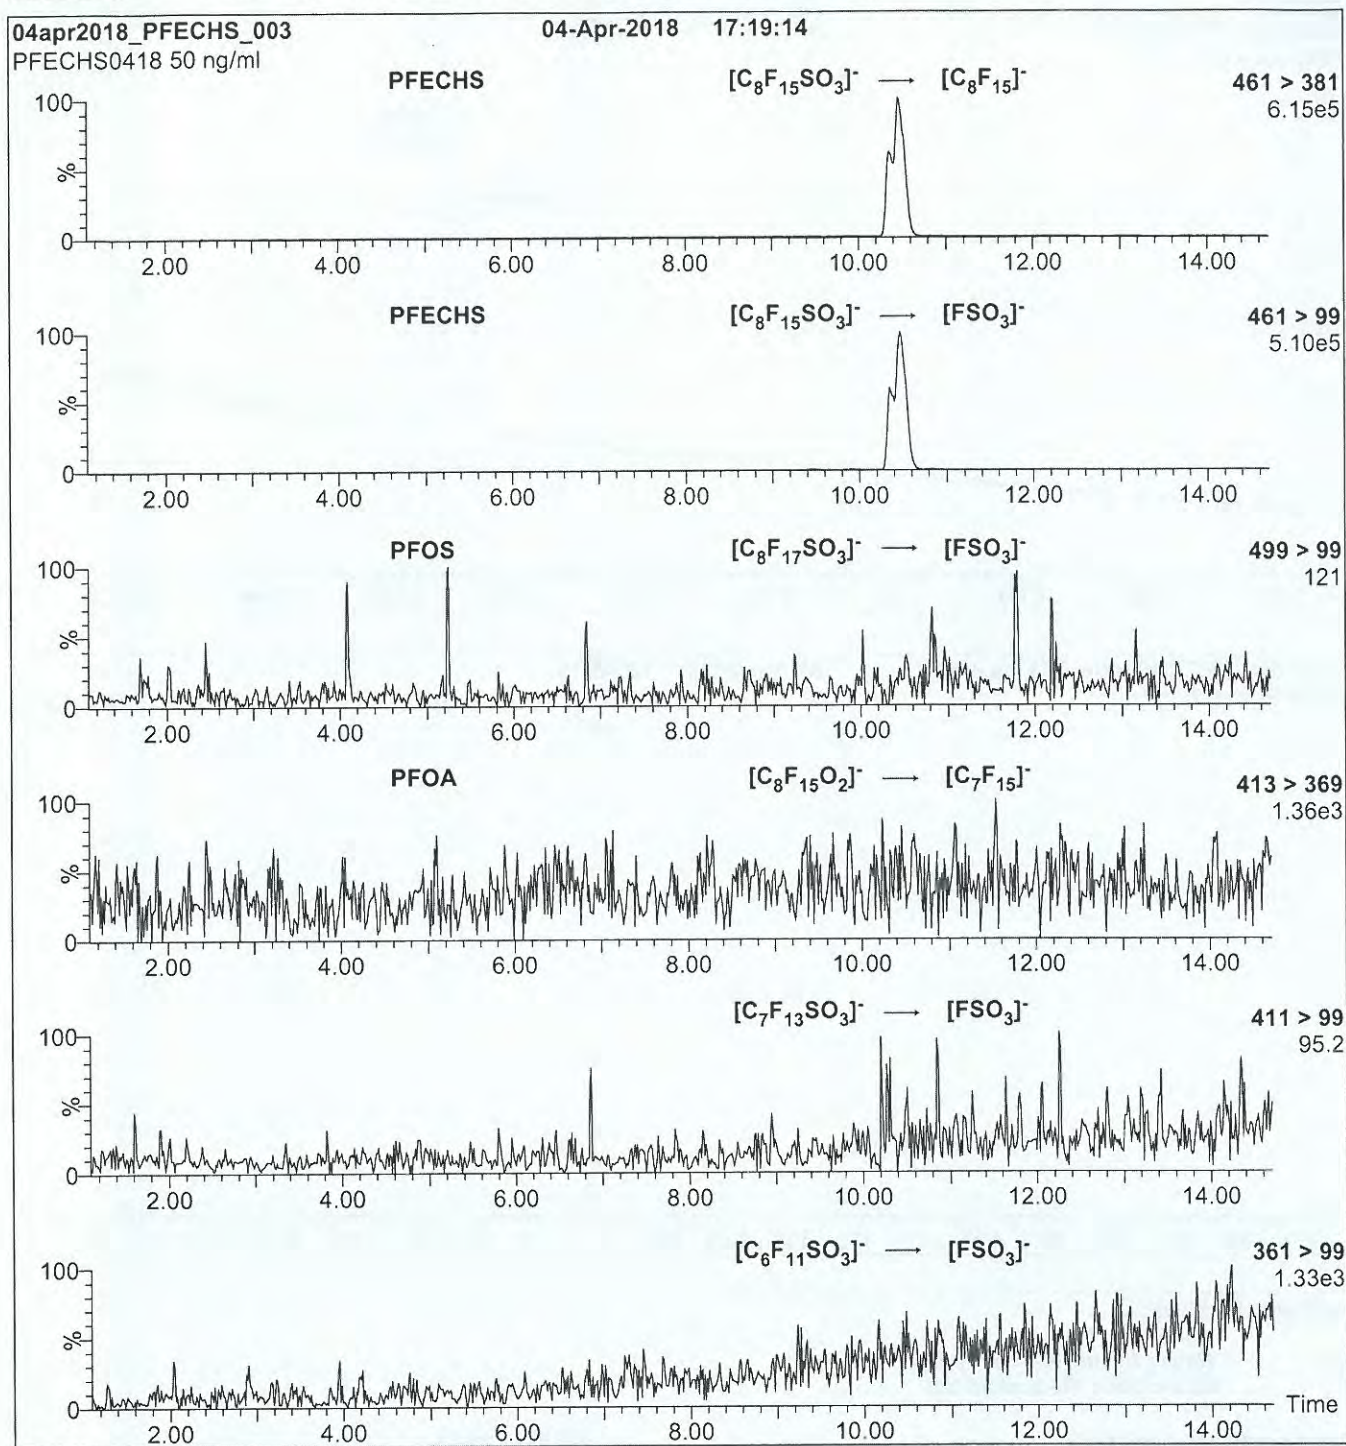 04apr2018_PFECHS_003 04-Apr-2018 17:19:14
PFECHS0418 50 ng/ml
PFECHS [C₈F₁₅SO₃]⁻ → [C₈F₁₅]⁻ 461 > 381
6.15e5
100
%
0
2.00 4.00 6.00 8.00 10.00 12.00 14.00
PFECHS [C₈F₁₅SO₃]⁻ → [FSO₃]⁻ 461 > 99
5.10e5
100
%
0
2.00 4.00 6.00 8.00 10.00 12.00 14.00
PFOS [C₈F₁₇SO₃]⁻ → [FSO₃]⁻ 499 > 99
121
100
%
0
2.00 4.00 6.00 8.00 10.00 12.00 14.00
PFOA [C₈F₁₅O₂]⁻ → [C₇F₁₅]⁻ 413 > 369
1.36e3
100
%
0
2.00 4.00 6.00 8.00 10.00 12.00 14.00
[C₇F₁₃SO₃]⁻ → [FSO₃]⁻ 411 > 99
95.2
100
%
0
2.00 4.00 6.00 8.00 10.00 12.00 14.00
[C₆F₁₁SO₃]⁻ → [FSO₃]⁻ 361 > 99
1.33e3
100
%
0
Time
2.00 4.00 6.00 8.00 10.00 12.00 14.00